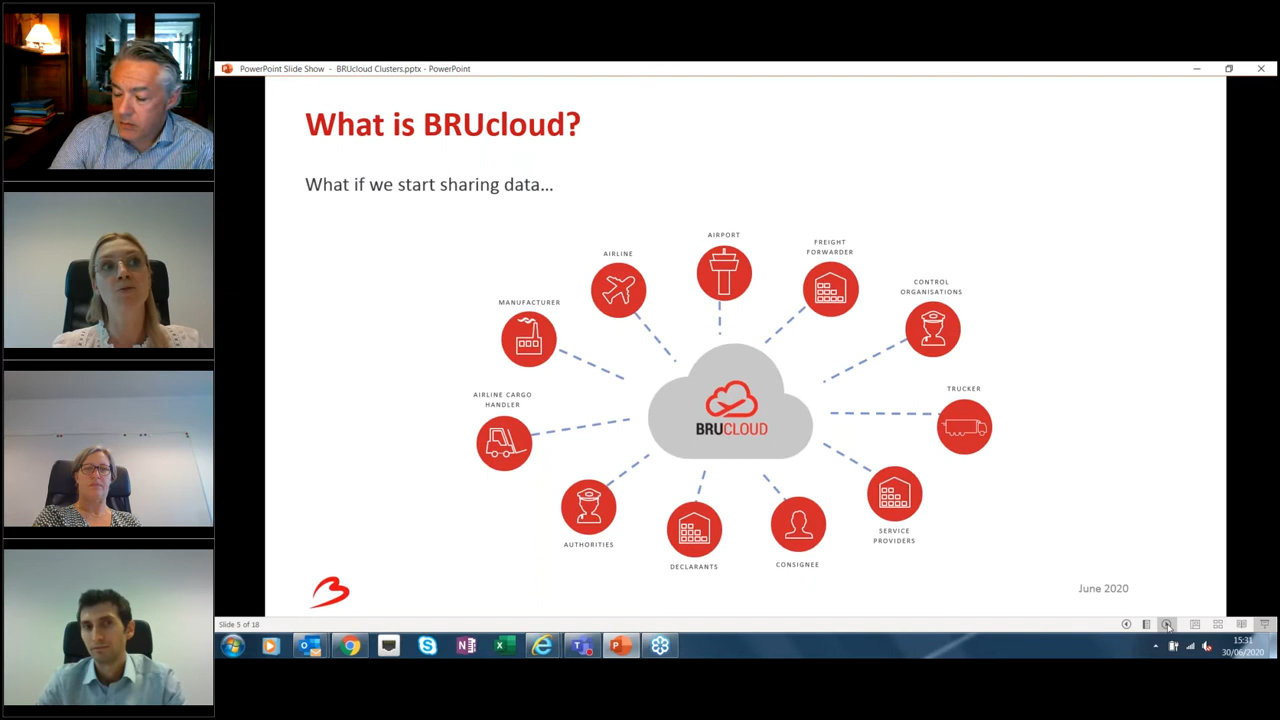 PowerPoint Slide Show - BRUcloud Clusters.pptx - PowerPoint
What is BRUcloud?
What if we start sharing data...
AIRPORT
FREIGHT
FORWARDER
AIRLINE
CONTROL
ORGANISATIONS
MANUFACTURER
TRUCKER
AIRLINE CARGO
HANDLER
BRUCLOUD
SERVICE
PROVIDERS
AUTHORITIES
CONSIGNEE
DECLARANTS
June 2020
Slide 5 of 18
15:31
30/06/2020